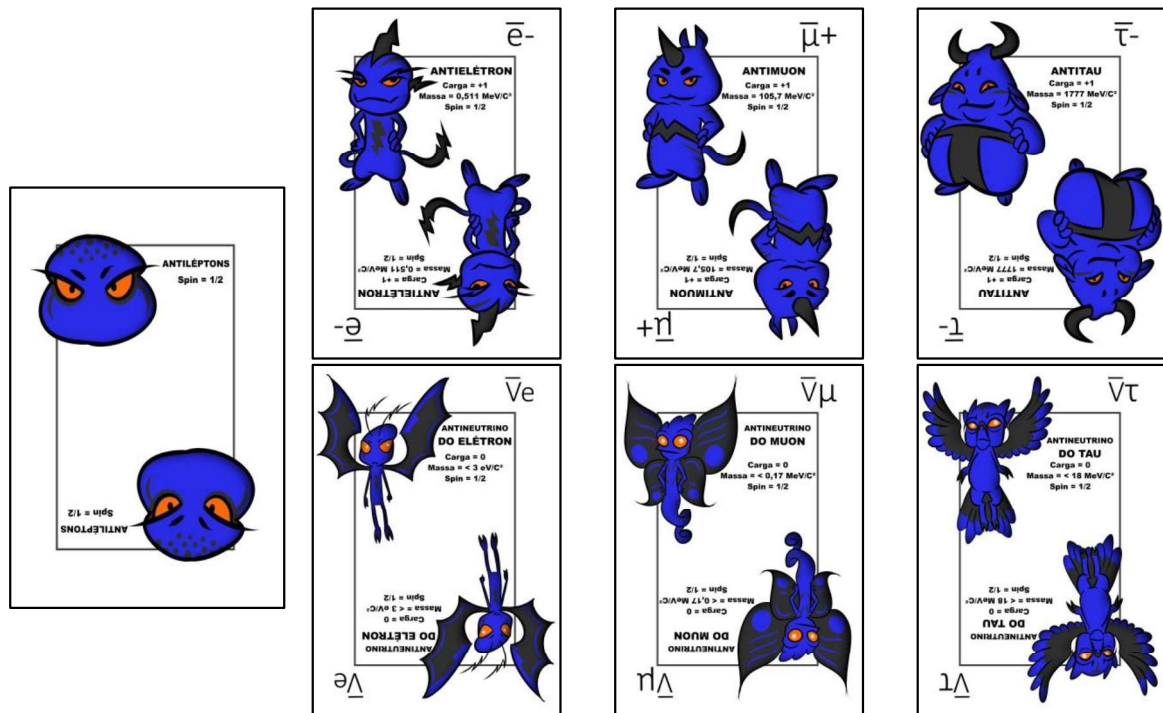 ANTILÉPTONS
Spin = 1/2
ANTILÉPTONS
Spin = 1/2
e̅-
ANTIELÉTRON
Carga = +1
Massa = 0,511 MeV/C²
Spin = 1/2
ANTIELÉTRON
Carga = +1
Massa = 0,511 MeV/C²
Spin = 1/2
e̅-
μ̅+
ANTIMUON
Carga = +1
Massa = 105,7 MeV/C²
Spin = 1/2
ANTIMUON
Carga = +1
Massa = 105,7 MeV/C²
Spin = 1/2
μ̅+
τ̅-
ANTITAU
Carga = +1
Massa = 1777 MeV/C²
Spin = 1/2
ANTITAU
Carga = +1
Massa = 1777 MeV/C²
Spin = 1/2
τ̅-
V̅e
ANTINEUTRINO
DO ELÉTRON
Carga = 0
Massa = < 3 eV/C²
Spin = 1/2
ANTINEUTRINO
DO ELÉTRON
Carga = 0
Massa = < 3 eV/C²
Spin = 1/2
V̅e
V̅μ
ANTINEUTRINO
DO MUON
Carga = 0
Massa = < 0,17 MeV/C²
Spin = 1/2
ANTINEUTRINO
DO MUON
Carga = 0
Massa = < 0,17 MeV/C²
Spin = 1/2
V̅μ
V̅τ
ANTINEUTRINO
DO TAU
Carga = 0
Massa = < 18 MeV/C²
Spin = 1/2
ANTINEUTRINO
DO TAU
Carga = 0
Massa = < 18 MeV/C²
Spin = 1/2
V̅τ